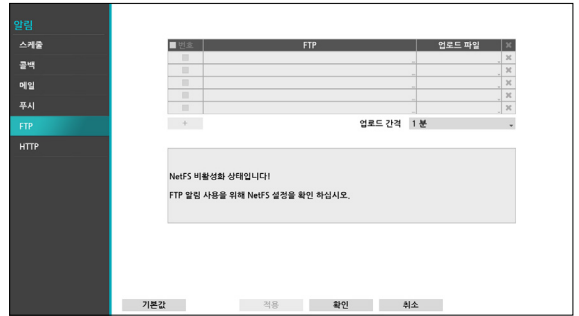 알림
스케줄
콜백
메일
푸시
FTP
HTTP
번호 FTP 업로드 파일
+ 업로드 간격 1 분
NetFS 비활성화 상태입니다!
FTP 알림 사용을 위해 NetFS 설정을 확인 하십시오.
기본값 적용 확인 취소